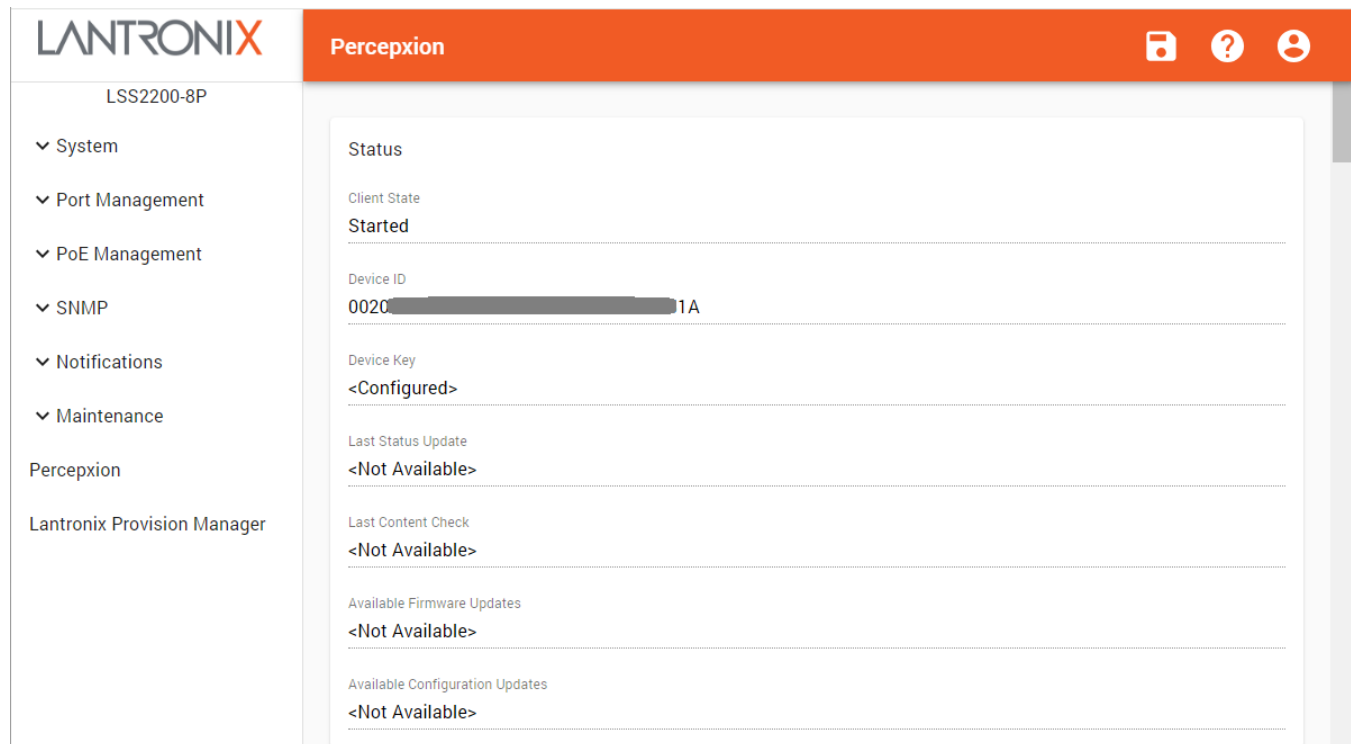 LANTRONIX
Percepxion
LSS2200-8P
System
Port Management
PoE Management
SNMP
Notifications
Maintenance
Percepxion
Lantronix Provision Manager
Status
Client State
Started
Device ID
0020 1A
Device Key
<Configured>
Last Status Update
<Not Available>
Last Content Check
<Not Available>
Available Firmware Updates
<Not Available>
Available Configuration Updates
<Not Available>